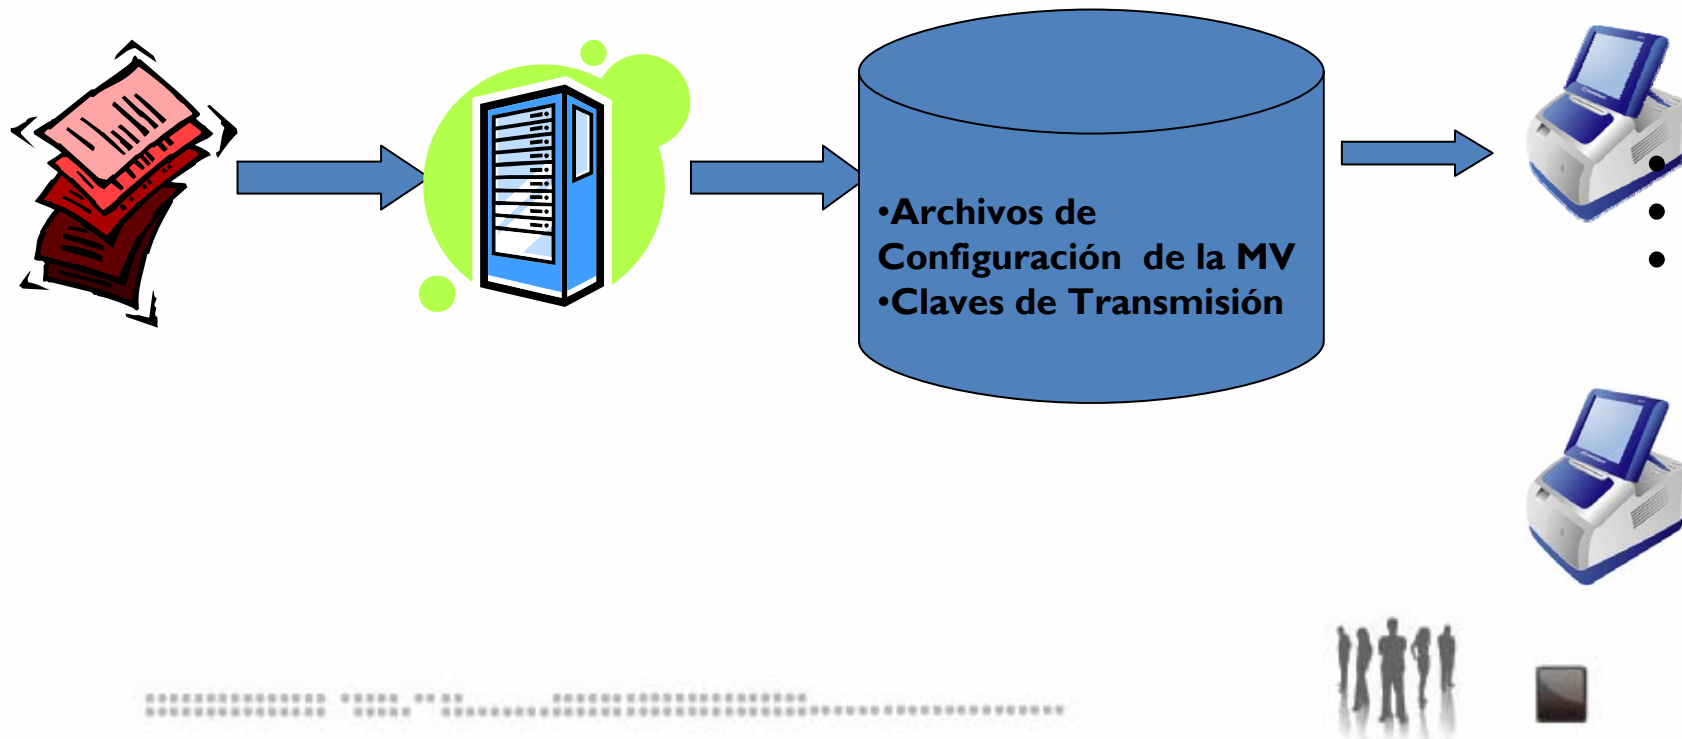 •Archivos de
Configuración de la MV
•Claves de Transmisión